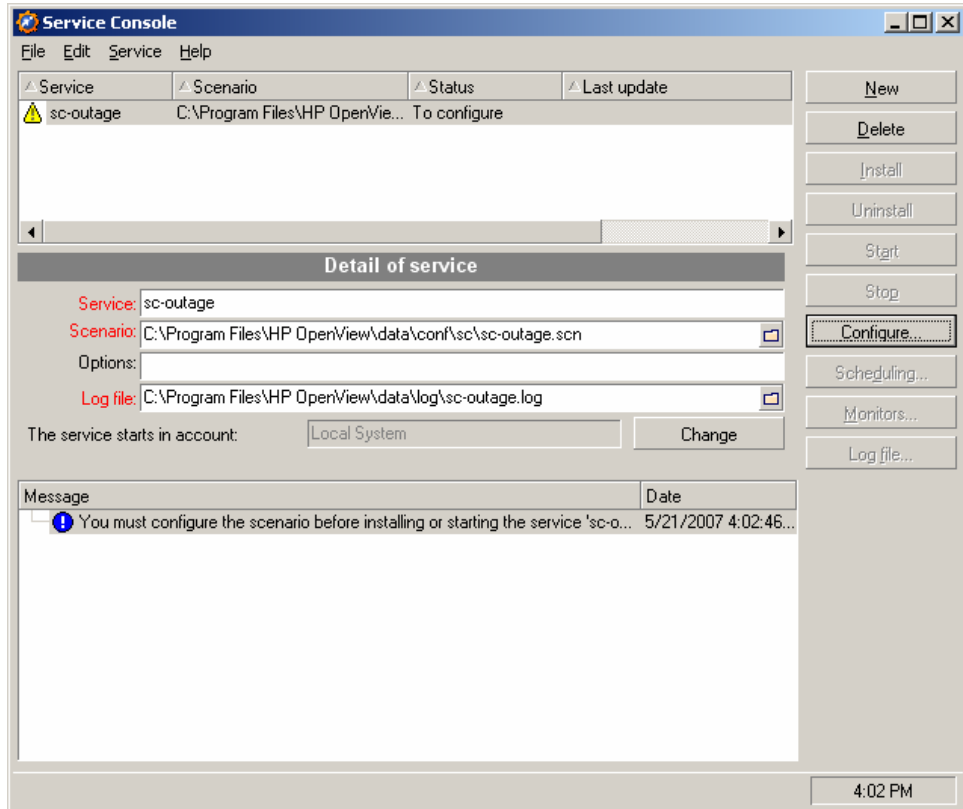 Service Console
File Edit Service Help
Service Scenario Status Last update
sc-outage C:\Program Files\HP OpenVie... To configure
New
Delete
Install
Uninstall
Start
Stop
Configure...
Scheduling...
Monitors...
Log file...
Detail of service
Service: sc-outage
Scenario: C:\Program Files\HP OpenView\data\conf\sc\sc-outage.scn
Options:
Log file: C:\Program Files\HP OpenView\data\log\sc-outage.log
The service starts in account: Local System Change
Message Date
You must configure the scenario before installing or starting the service 'sc-o... 5/21/2007 4:02:46...
4:02 PM